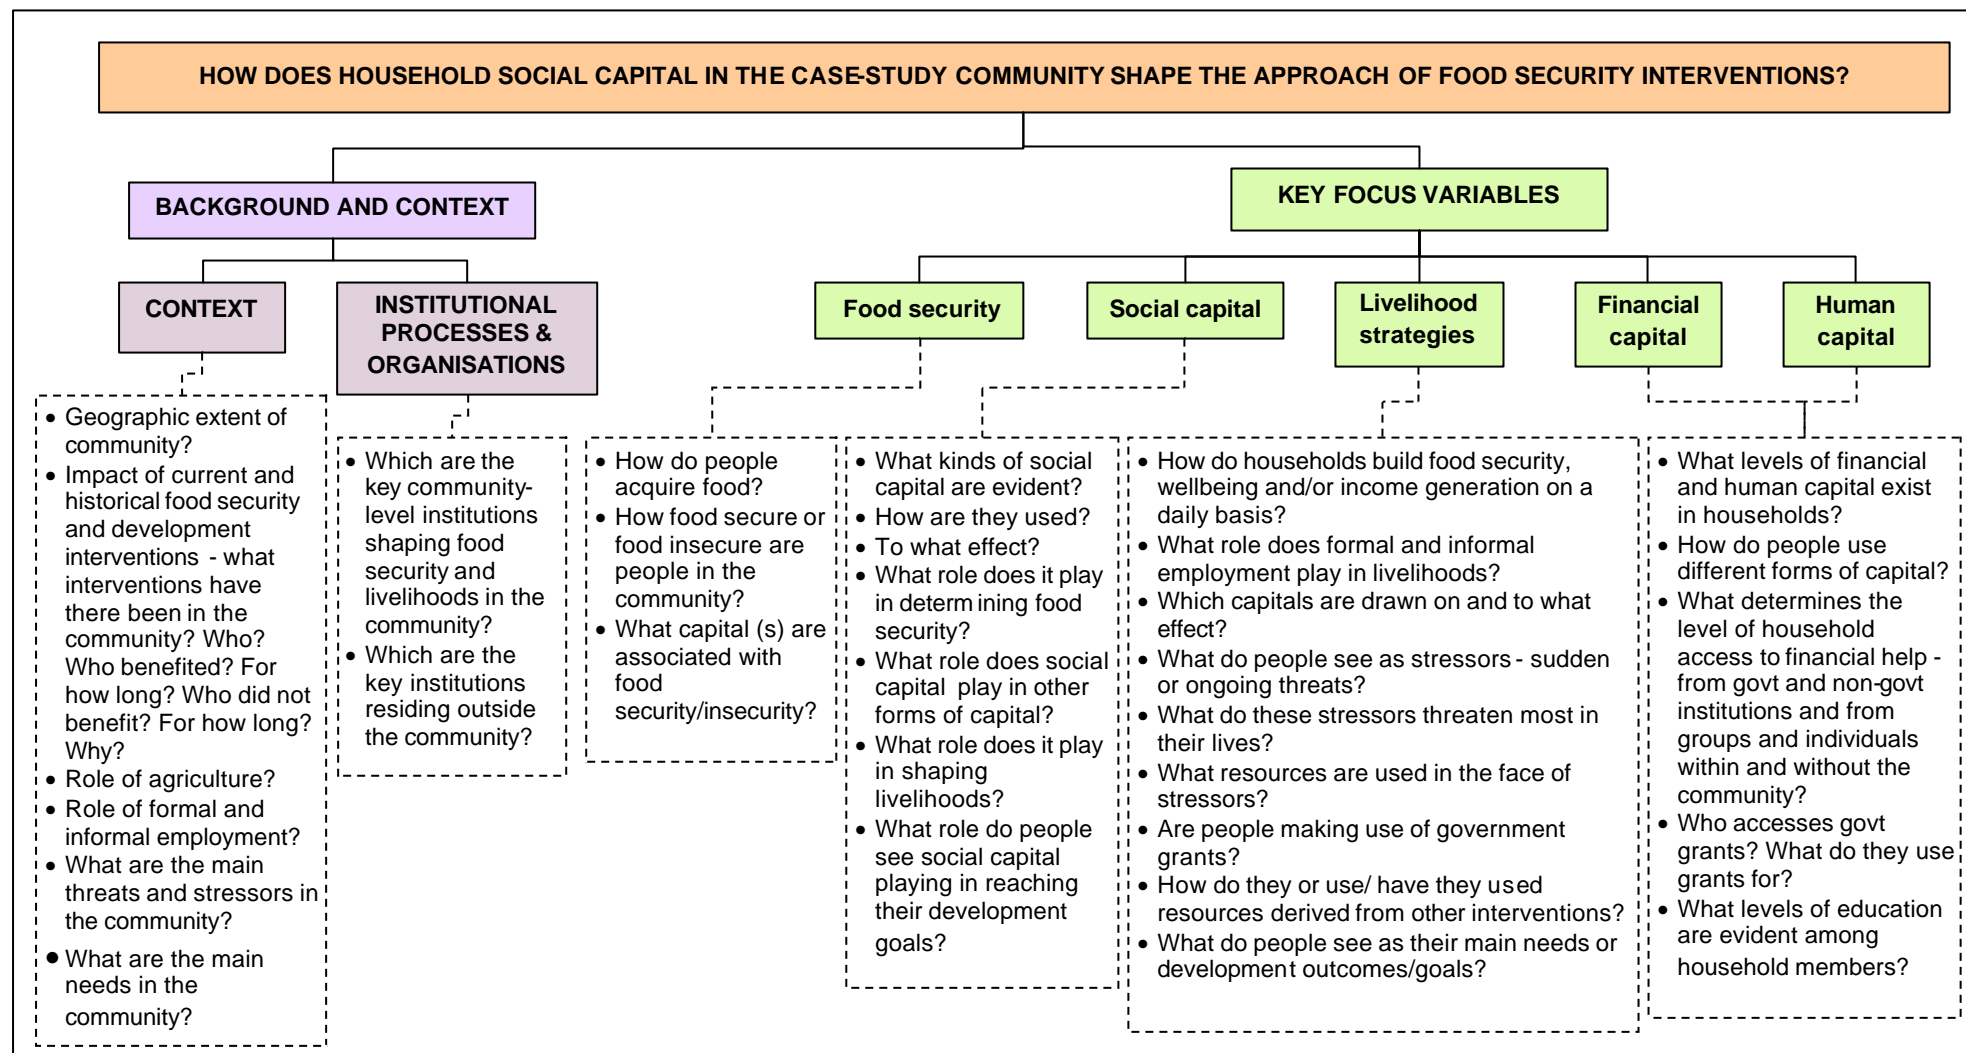 HOW DOES HOUSEHOLD SOCIAL CAPITAL IN THE CASE-STUDY COMMUNITY SHAPE THE APPROACH OF FOOD SECURITY INTERVENTIONS?
BACKGROUND AND CONTEXT
KEY FOCUS VARIABLES
CONTEXT
INSTITUTIONAL
PROCESSES &
ORGANISATIONS
Food security
Social capital
Livelihood
strategies
Financial
capital
Human
capital
• Geographic extent of
community?
• Impact of current and
historical food security
and development
interventions - what
interventions have
there been in the
community? Who?
Who benefited? For
how long? Who did not
benefit? For how long?
Why?
• Role of agriculture?
• Role of formal and
informal employment?
• What are the main
threats and stressors in
the community?
• What are the main
needs in the
community?
• Which are the
key community-
level institutions
shaping food
security and
livelihoods in the
community?
• Which are the
key institutions
residing outside
the community?
• How do people
acquire food?
• How food secure or
food insecure are
people in the
community?
• What capital (s) are
associated with
food
security/insecurity?
• What kinds of social
capital are evident?
• How are they used?
• To what effect?
• What role does it play
in determ ining food
security?
• What role does social
capital play in other
forms of capital?
• What role does it play
in shaping
livelihoods?
• What role do people
see social capital
playing in reaching
their development
goals?
• How do households build food security,
wellbeing and/or income generation on a
daily basis?
• What role does formal and informal
employment play in livelihoods?
• Which capitals are drawn on and to what
effect?
• What do people see as stressors - sudden
or ongoing threats?
• What do these stressors threaten most in
their lives?
• What resources are used in the face of
stressors?
• Are people making use of government
grants?
• How do they or use/ have they used
resources derived from other interventions?
• What do people see as their main needs or
development outcomes/goals?
• What levels of financial
and human capital exist
in households?
• How do people use
different forms of capital?
• What determines the
level of household
access to financial help -
from govt and non-govt
institutions and from
groups and individuals
within and without the
community?
• Who accesses govt
grants? What do they use
grants for?
• What levels of education
are evident among
household members?